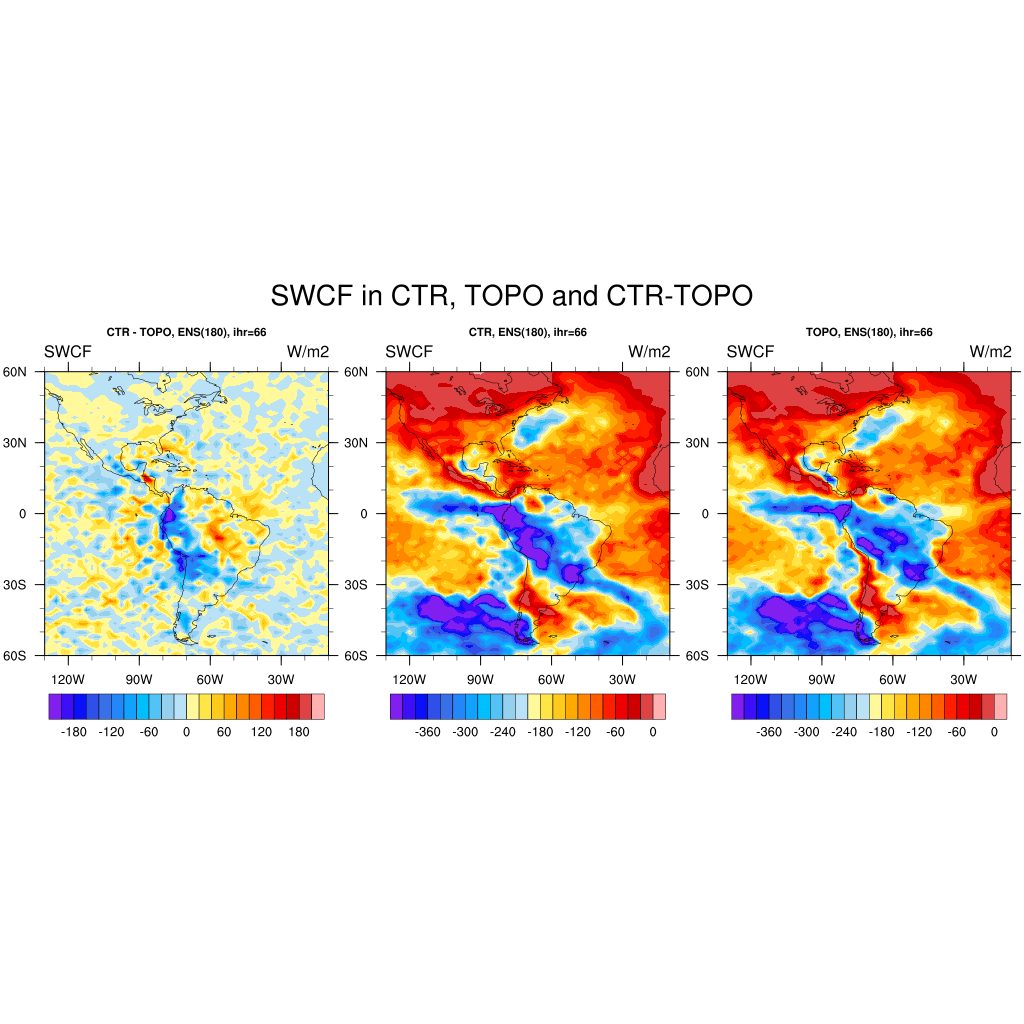 SWCF in CTR, TOPO and CTR-TOPO
CTR - TOPO, ENS(180), ihr=66
SWCF W/m2
60N
30N
0
30S
60S
120W 90W 60W 30W
-180 -120 -60 0 60 120 180
CTR, ENS(180), ihr=66
SWCF W/m2
60N
30N
0
30S
60S
120W 90W 60W 30W
-360 -300 -240 -180 -120 -60 0
TOPO, ENS(180), ihr=66
SWCF W/m2
60N
30N
0
30S
60S
120W 90W 60W 30W
-360 -300 -240 -180 -120 -60 0